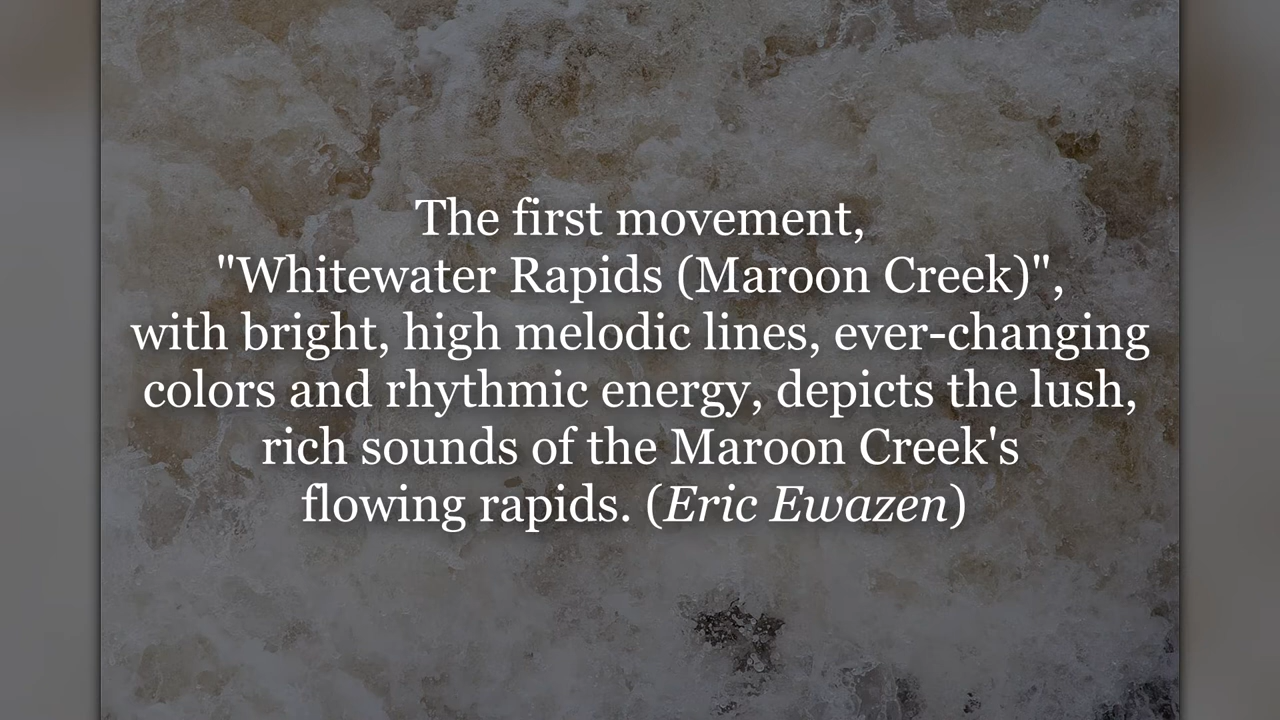 The first movement,
"Whitewater Rapids (Maroon Creek)",
with bright, high melodic lines, ever-changing
colors and rhythmic energy, depicts the lush,
rich sounds of the Maroon Creek's
flowing rapids. (Eric Ewazen)